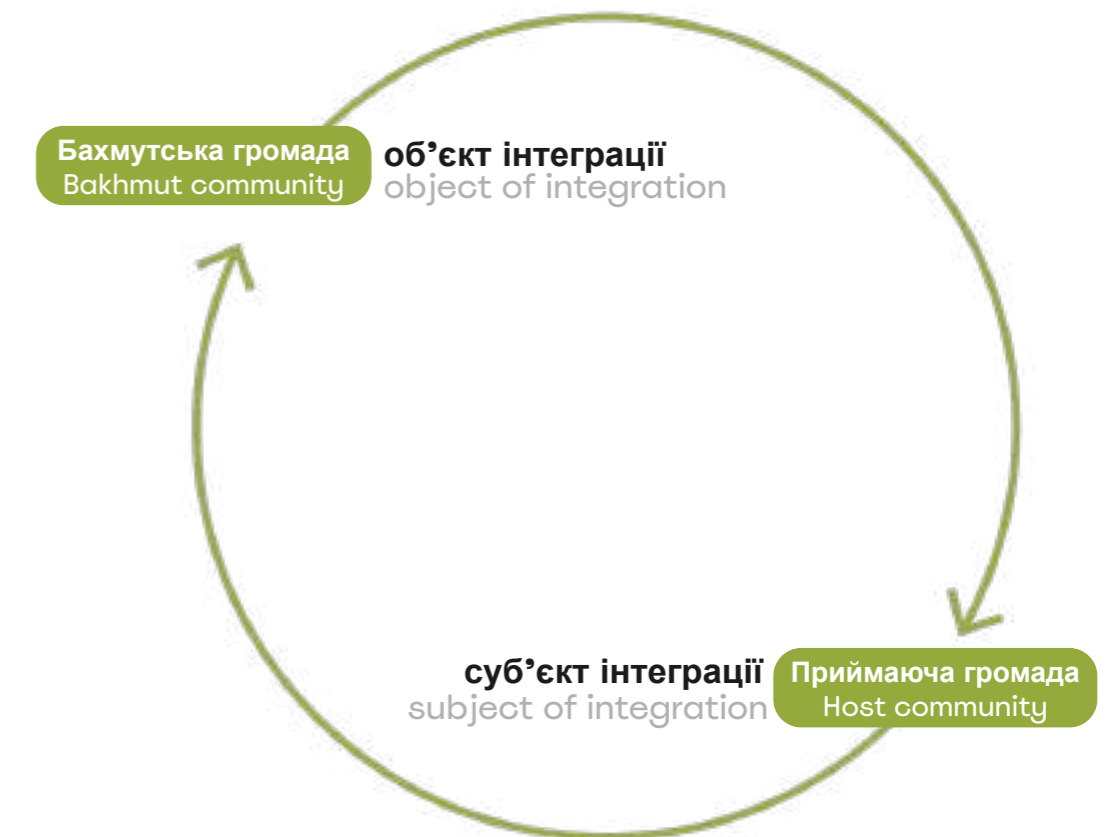 Бахмутська громада
Bakhmut community
об’єкт інтеграції
object of integration
суб’єкт інтеграції
subject of integration
Приймаюча громада
Host community